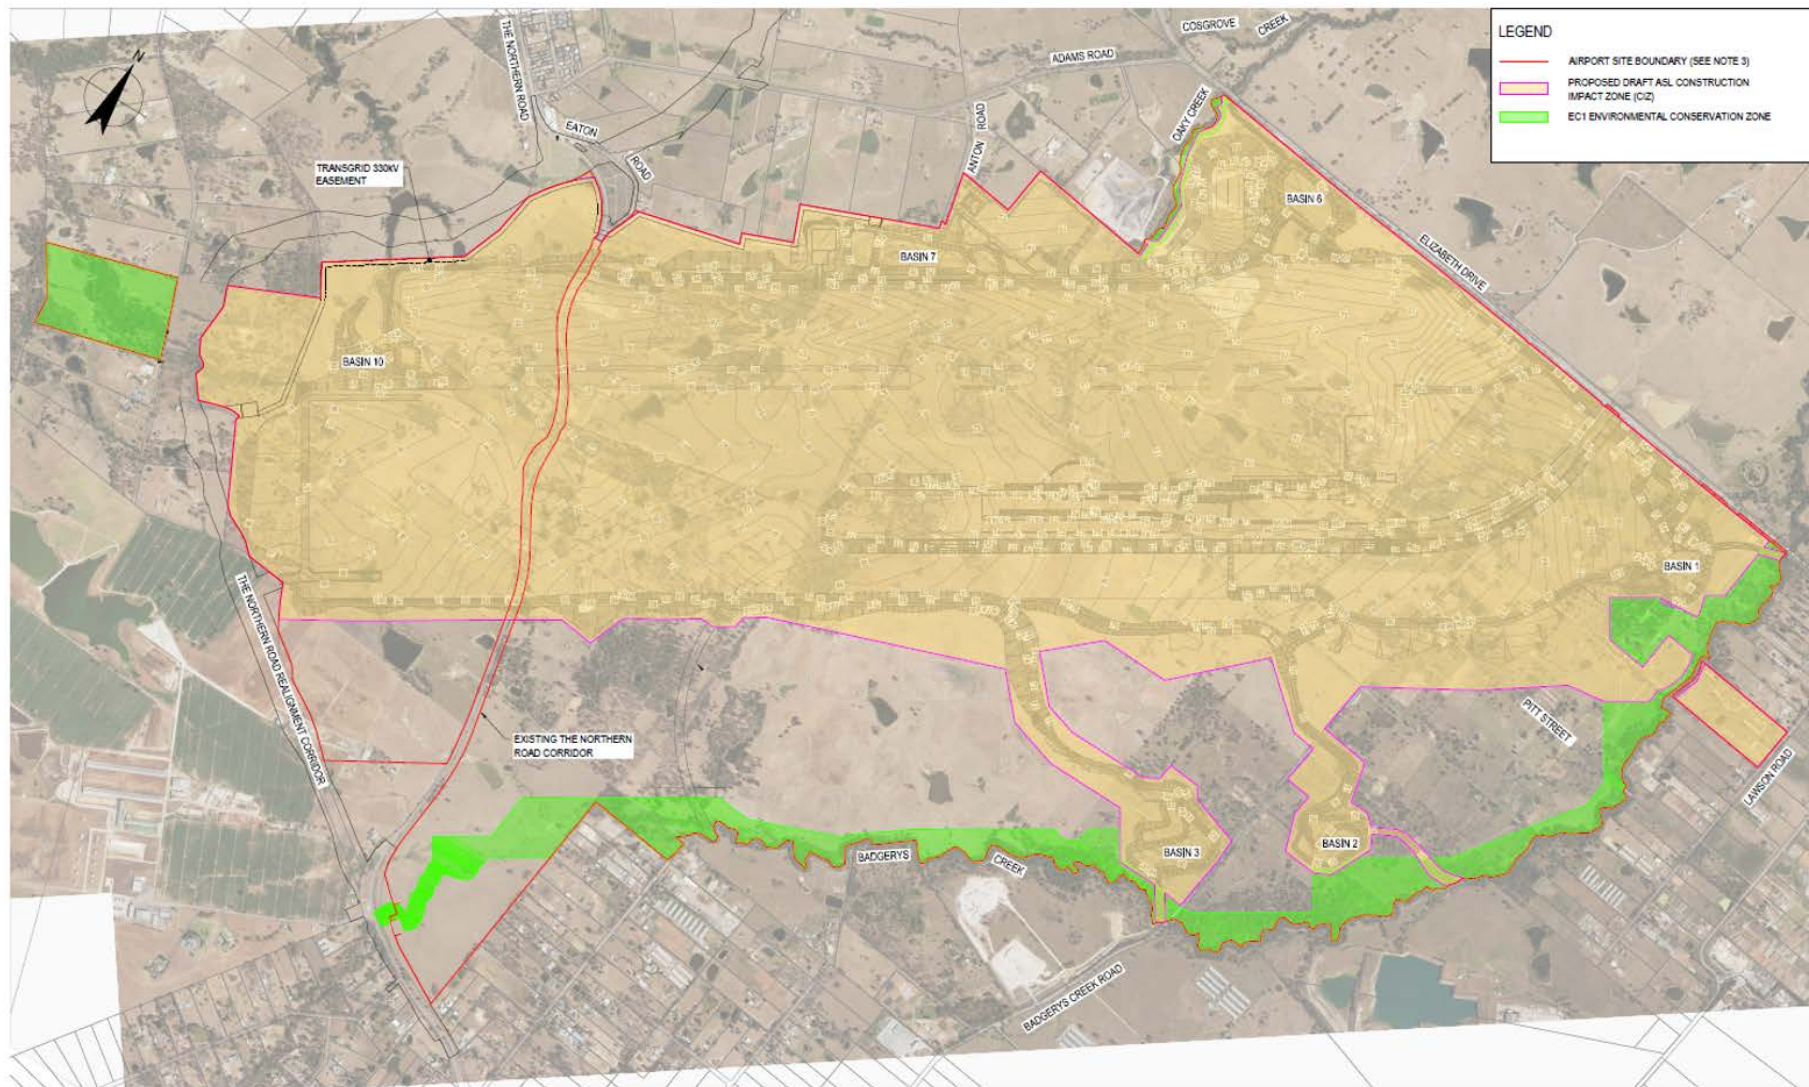 LEGEND
AIRPORT SITE BOUNDARY (SEE NOTE 3)
PROPOSED DRAFT ASL CONSTRUCTION
IMPACT ZONE (CIZ)
EC1 ENVIRONMENTAL CONSERVATION ZONE
N
THE NORTHERN ROAD
COSGROVE
CREEK
ADAMS ROAD
EATON
ROAD
ANTON ROAD
OAKY CREEK
TRANSGRID 330kV
EASEMENT
BASIN 6
ELIZABETH DRIVE
BASIN 7
BASIN 10
BASIN 1
THE NORTHERN ROAD REALIGNMENT CORRIDOR
EXISTING THE NORTHERN
ROAD CORRIDOR
PITT STREET
LAWSON ROAD
BADGERYS
CREEK
BASIN 3
BASIN 2
BADGERYS CREEK ROAD